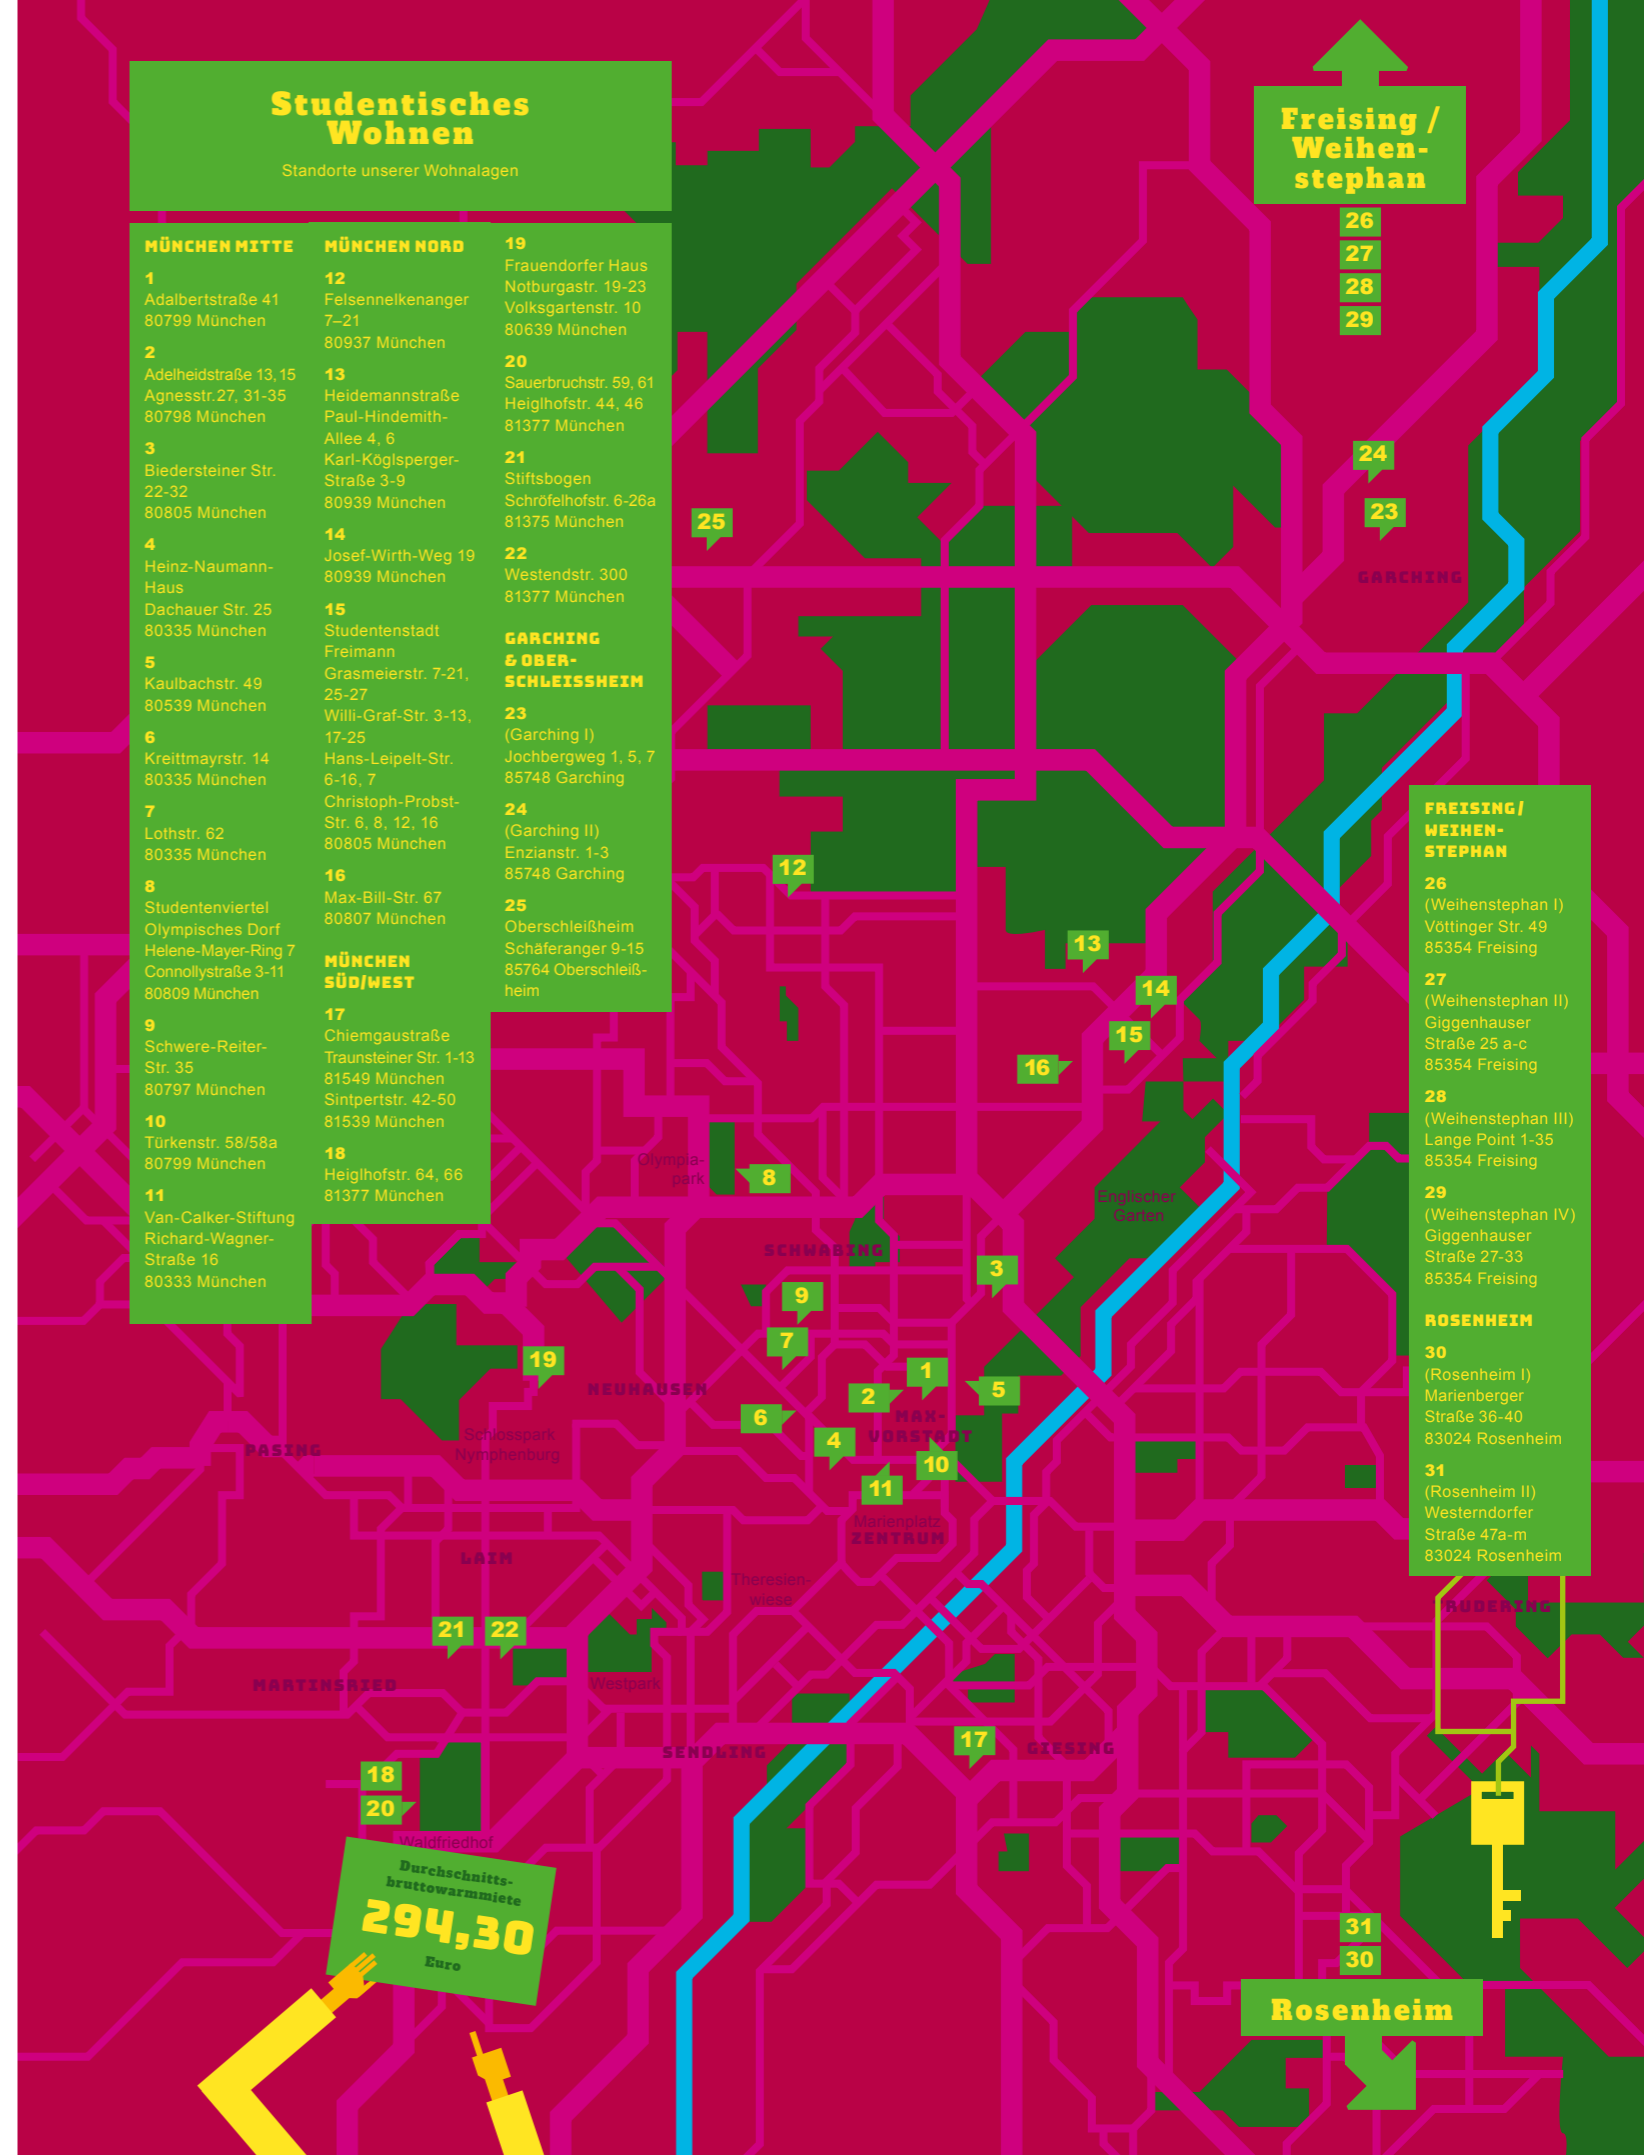 Studentisches
Wohnen
Standorte unserer Wohnalagen
MÜNCHEN MITTE
1
Adalbertstraße 41
80799 München
2
Adelheidstraße 13, 15
Agnesstr.27, 31-35
80798 München
3
Biedersteiner Str.
22-32
80805 München
4
Heinz-Naumann-
Haus
Dachauer Str. 25
80335 München
5
Kaulbachstr. 49
80539 München
6
Kreittmayrstr. 14
80335 München
7
Lothstr. 62
80335 München
8
Studentenviertel
Olympisches Dorf
Helene-Mayer-Ring 7
Connollystraße 3-11
80809 München
9
Schwere-Reiter-
Str. 35
80797 München
10
Türkenstr. 58/58a
80799 München
11
Van-Calker-Stiftung
Richard-Wagner-
Straße 16
80333 München
MÜNCHEN NORD
12
Felsennelkenanger
7–21
80937 München
13
Heidemannstraße
Paul-Hindemith-
Allee 4, 6
Karl-Köglsperger-
Straße 3-9
80939 München
14
Josef-Wirth-Weg 19
80939 München
15
Studentenstadt
Freimann
Grasmeierstr. 7-21,
25-27
Willi-Graf-Str. 3-13,
17-25
Hans-Leipelt-Str.
6-16, 7
Christoph-Probst-
Str. 6, 8, 12, 16
80805 München
16
Max-Bill-Str. 67
80807 München
MÜNCHEN
SÜD/WEST
17
Chiemgaustraße
Traunsteiner Str. 1-13
81549 München
Sintpertstr. 42-50
81539 München
18
Heiglhofstr. 64, 66
81377 München
19
Frauendorfer Haus
Notburgastr. 19-23
Volksgartenstr. 10
80639 München
20
Sauerbruchstr. 59, 61
Heiglhofstr. 44, 46
81377 München
21
Stiftsbogen
Schröfelhofstr. 6-26a
81375 München
22
Westendstr. 300
81377 München
GARCHING
& OBER-
SCHLEISSHEIM
23
(Garching I)
Jochbergweg 1, 5, 7
85748 Garching
24
(Garching II)
Enzianstr. 1-3
85748 Garching
25
Oberschleißheim
Schäferanger 9-15
85764 Oberschleiß-
heim
Freising /
Weihen-
stephan
26
27
28
29
24
23
GARCHING
25
12
13
14
15
16
Olympia-
park
8
Englischer
Garten
SCHWABING
3
9
7
19
NEUHAUSEN
1
2
5
6
MAX-
VORSTADT
4
10
11
Schlosspark
Nymphenburg
PASING
Marienplatz
ZENTRUM
LAIM
Theresien-
wiese
21
22
MARTINSRIED
Westpark
SENDLING
17
GIESING
18
20
Waldfriedhof
Durchschnitts-
bruttowarmmiete
294,30
Euro
FREISING/
WEIHEN-
STEPHAN
26
(Weihenstephan I)
Vöttinger Str. 49
85354 Freising
27
(Weihenstephan II)
Giggenhauser
Straße 25 a-c
85354 Freising
28
(Weihenstephan III)
Lange Point 1-35
85354 Freising
29
(Weihenstephan IV)
Giggenhauser
Straße 27-33
85354 Freising
ROSENHEIM
30
(Rosenheim I)
Marienberger
Straße 36-40
83024 Rosenheim
31
(Rosenheim II)
Westerndorfer
Straße 47a-m
83024 Rosenheim
RUDERING
31
30
Rosenheim